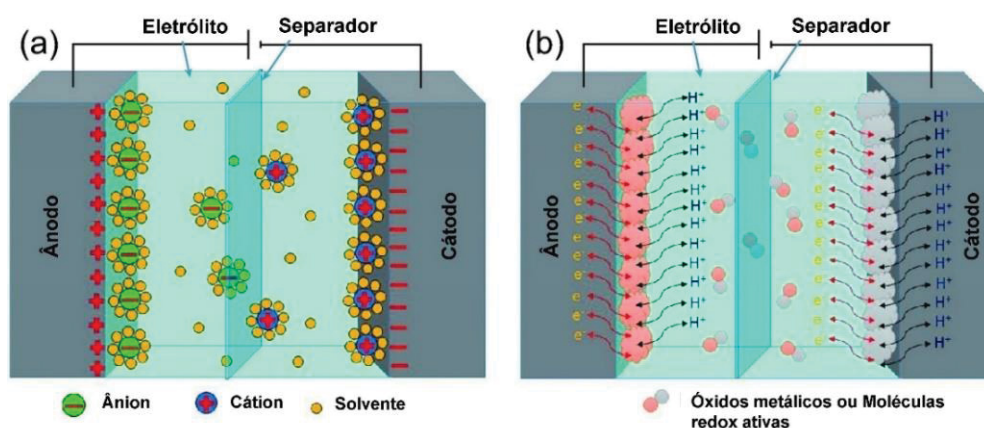 (a)
Eletrólito
Separador
Ânodo
Cátodo
Ânion
Cátion
Solvente
(b)
Eletrólito
Separador
e⁻
e⁻
e⁻
e⁻
e⁻
e⁻
e⁻
e⁻
e⁻
e⁻
e⁻
e⁻
e⁻
H⁺
H⁺
H⁺
H⁺
H⁺
H⁺
H⁺
H⁺
H⁺
H⁺
H⁺
H⁺
H⁺
e⁻
e⁻
e⁻
e⁻
e⁻
e⁻
e⁻
e⁻
e⁻
e⁻
e⁻
e⁻
e⁻
H⁺
H⁺
H⁺
H⁺
H⁺
H⁺
H⁺
H⁺
H⁺
H⁺
H⁺
H⁺
H⁺
Ânodo
Cátodo
Óxidos metálicos ou Moléculas
redox ativas